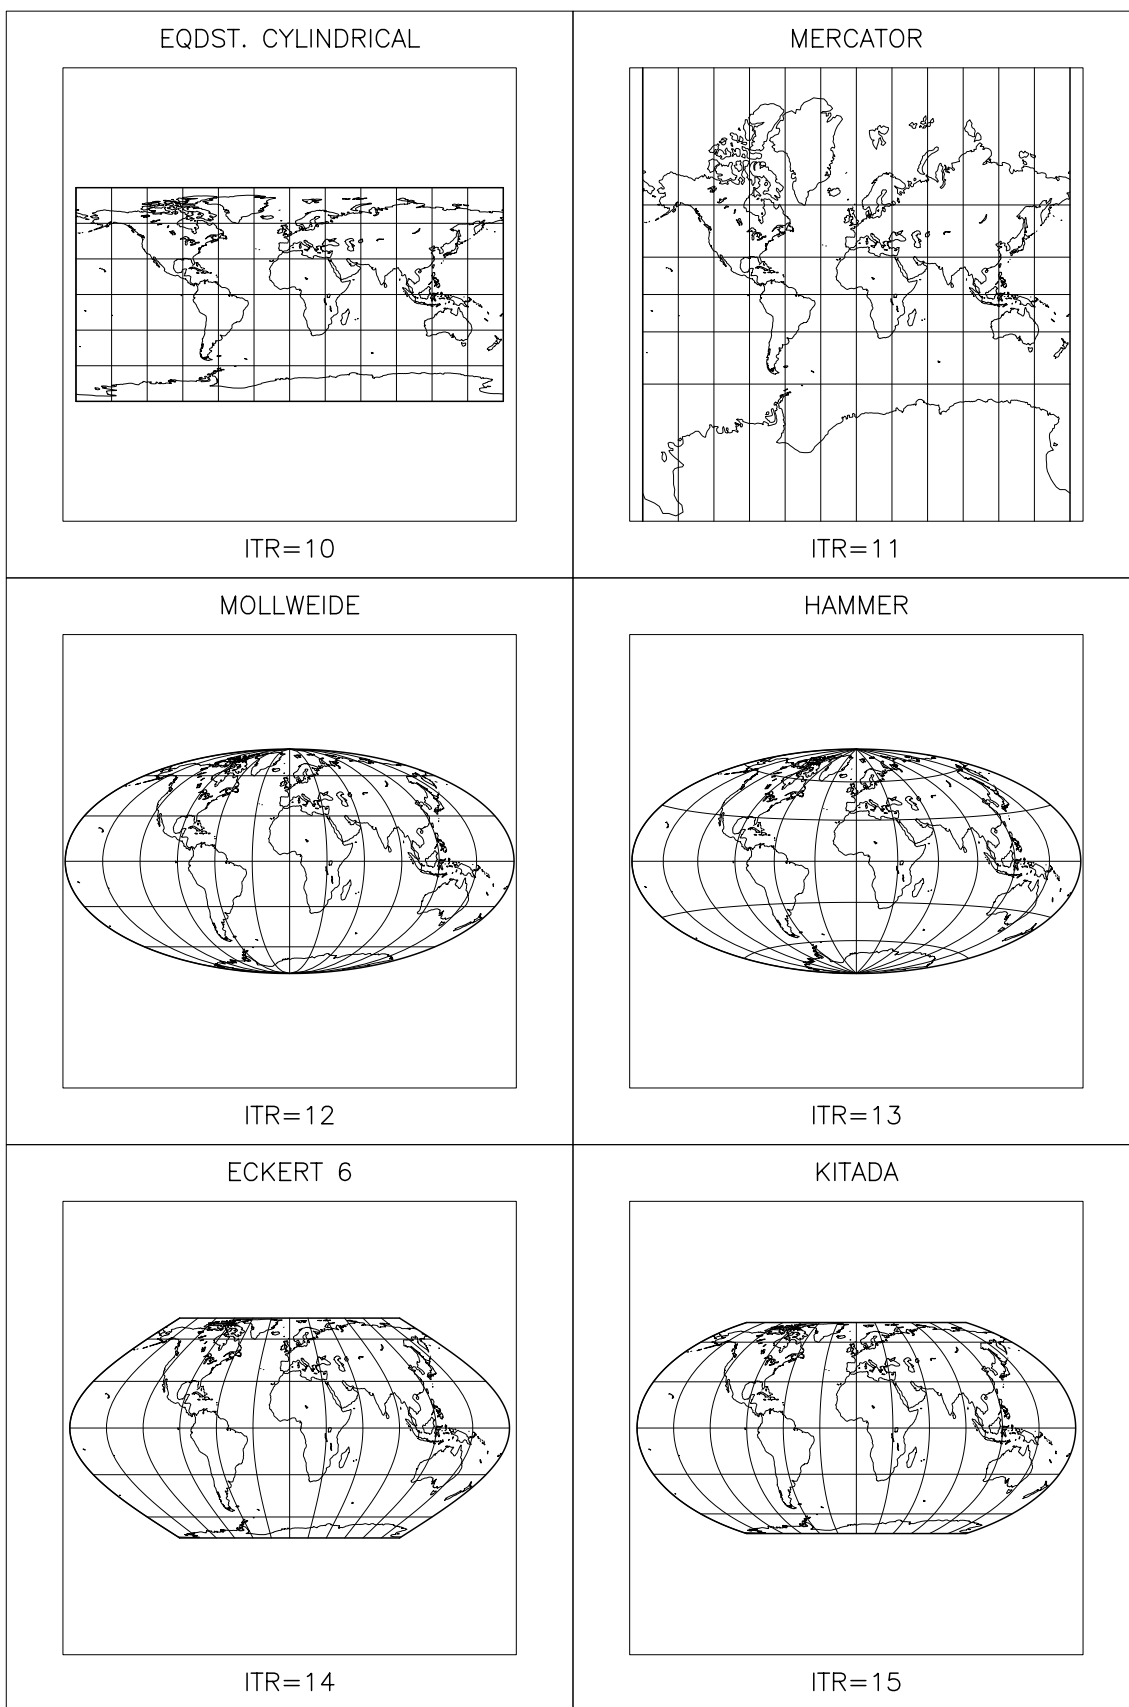 EQDST. CYLINDRICAL
MERCATOR
ITR=10
ITR=11
MOLLWEIDE
HAMMER
ITR=12
ITR=13
ECKERT 6
KITADA
ITR=14
ITR=15